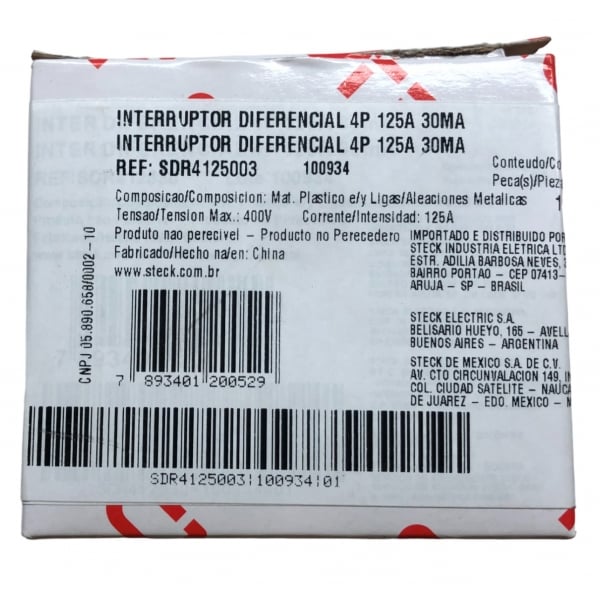 INTERRUPTOR DIFERENCIAL 4P 125A 30MA
INTERRUPTOR DIFERENCIAL 4P 125A 30MA
REF: SDR4125003 100934
Conteudo/Co
Peca(s)/Pieza
Composicao/Composicion: Mat. Plastico e/y Ligas/Aleaciones Metalicas 1
Tensao/Tension Max.: 400V Corrente/Intensidad: 125A
Produto nao perecivel - Producto no Perecedero
Fabricado/Hecho na/en: China
www.steck.com.br
IMPORTADO E DISTRIBUIDO POR
STECK INDUSTRIA ELETRICA LTD
ESTR. ADILIA BARBOSA NEVES, 3
BAIRRO PORTAO - CEP 07413-
ARUJA - SP - BRASIL
STECK ELECTRIC S.A.
BELISARIO HUEYO, 165 - AVELL
BUENOS AIRES - ARGENTINA
STECK DE MEXICO S.A. DE C.V.
AV. CTO CIRCUNVALACION 149, IN
COL. CIUDAD SATELITE - NAUCA
DE JUAREZ - EDO. MEXICO - M
CNPJ 05.890.658/0002-10
7 893401 200529
SDR4125003|100934|01